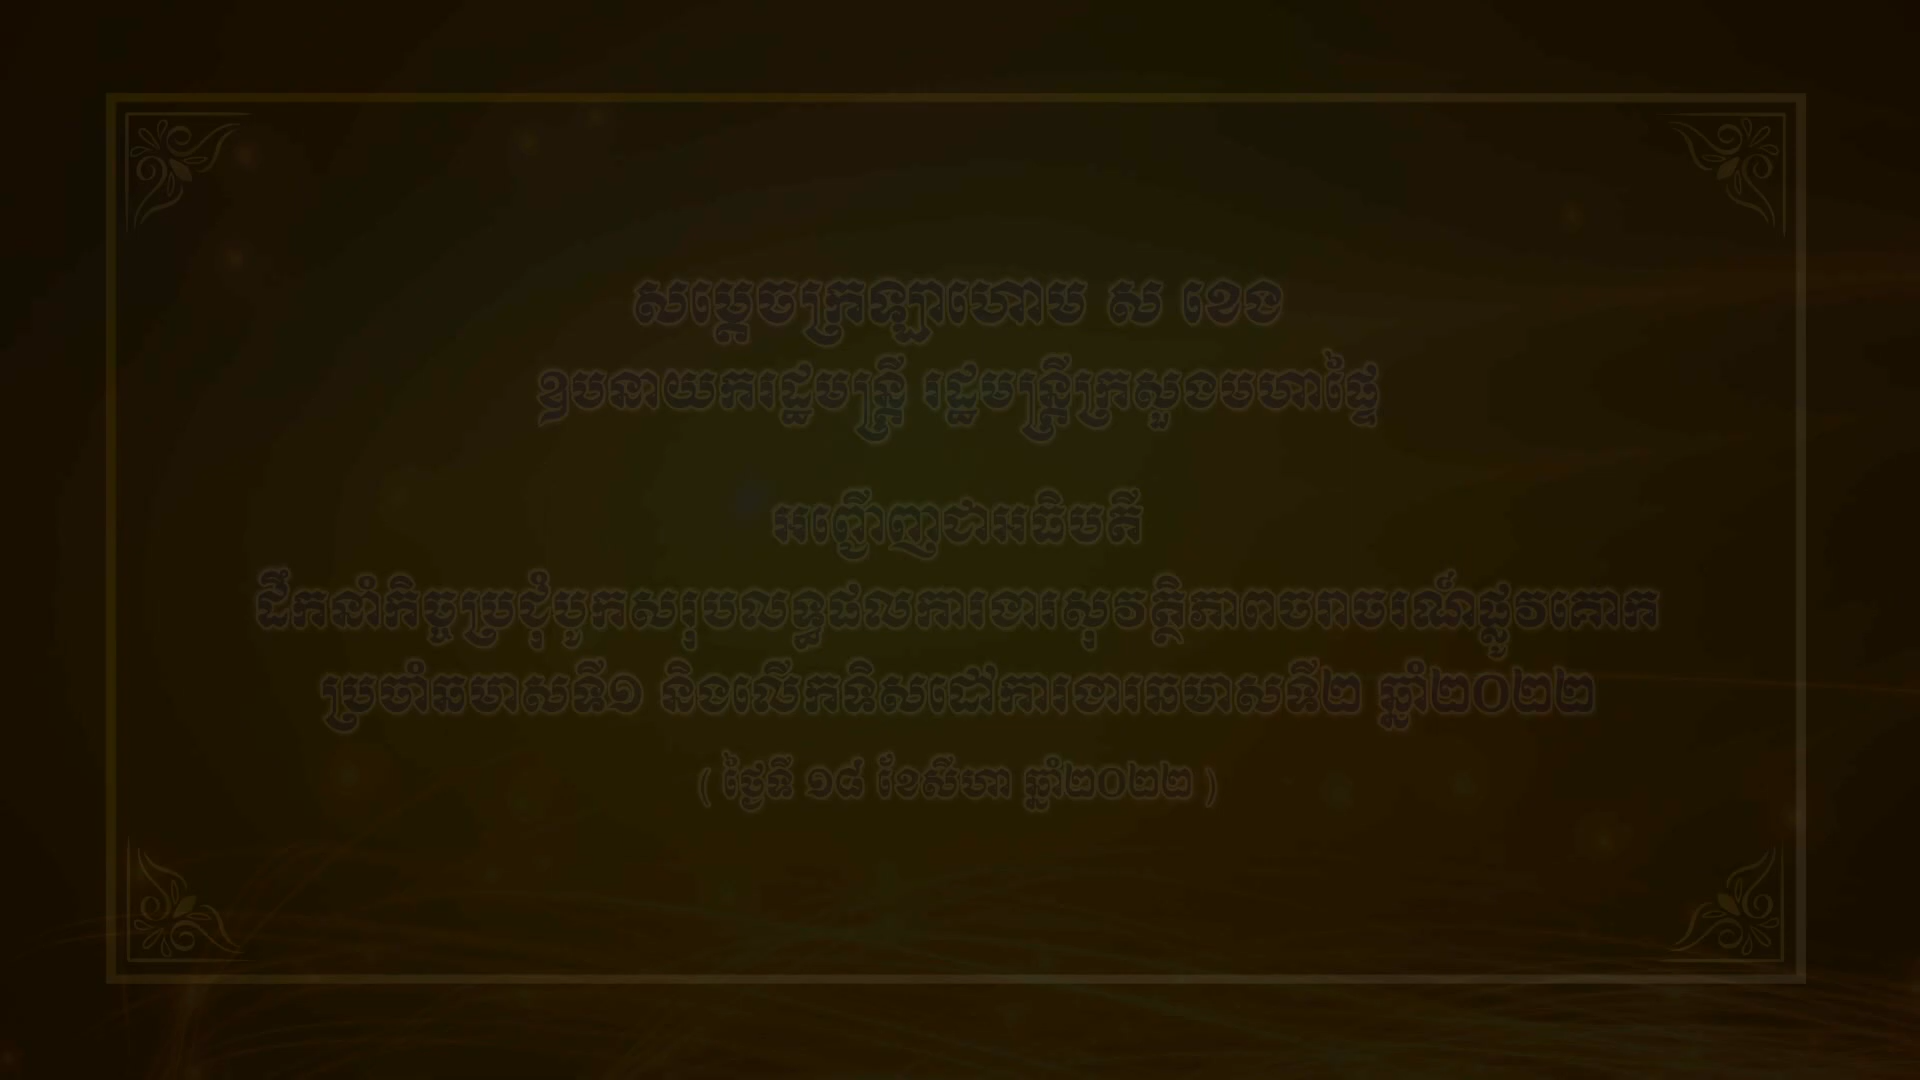 សម្តេចក្រឡាហោម ស ខេង
ឧបនាយករដ្ឋមន្ត្រី រដ្ឋមន្ត្រីក្រសួងមហាផ្ទៃ
អញ្ជើញជាអធិបតី
ដឹកនាំកិច្ចប្រជុំបូកសរុបលទ្ធផលការងារសុវត្ថិភាពចរាចរណ៍ផ្លូវគោក
ប្រចាំឆមាសទី១ និងលើកទិសដៅការងារឆមាសទី២ ឆ្នាំ២០២២
( ថ្ងៃទី ១៨ ខែសីហា ឆ្នាំ២០២២ )